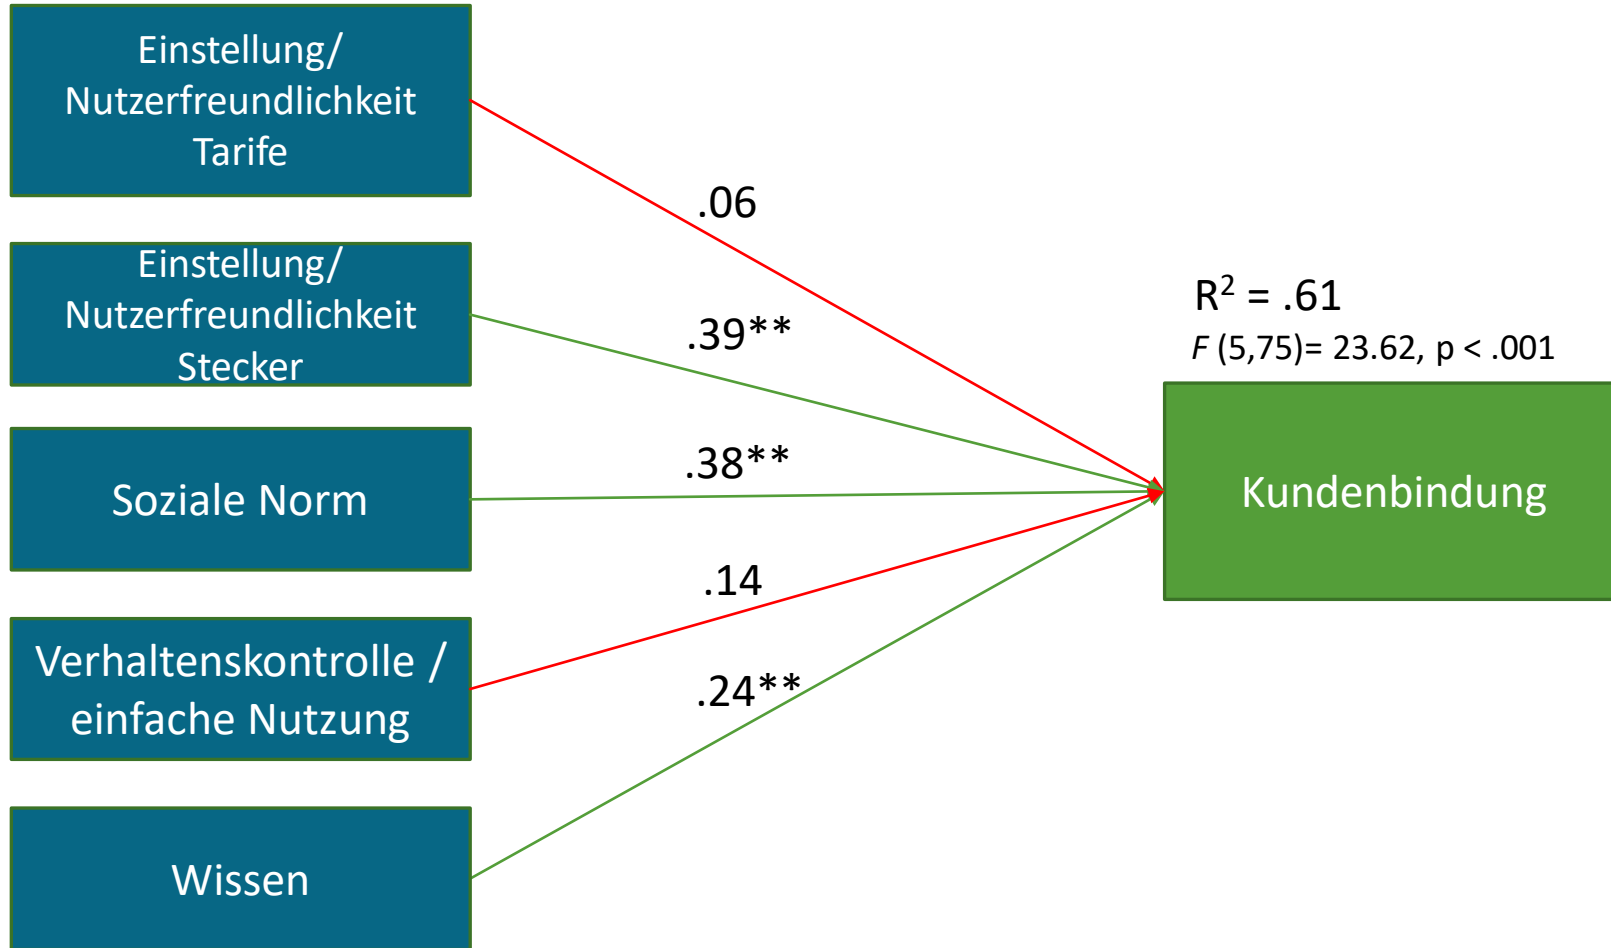 Einstellung/
Nutzerfreundlichkeit
Tarife
.06
Einstellung/
Nutzerfreundlichkeit
Stecker
.39**
R² = .61
F (5,75)= 23.62, p < .001
Soziale Norm
.38**
Kundenbindung
.14
Verhaltenskontrolle /
einfache Nutzung
.24**
Wissen